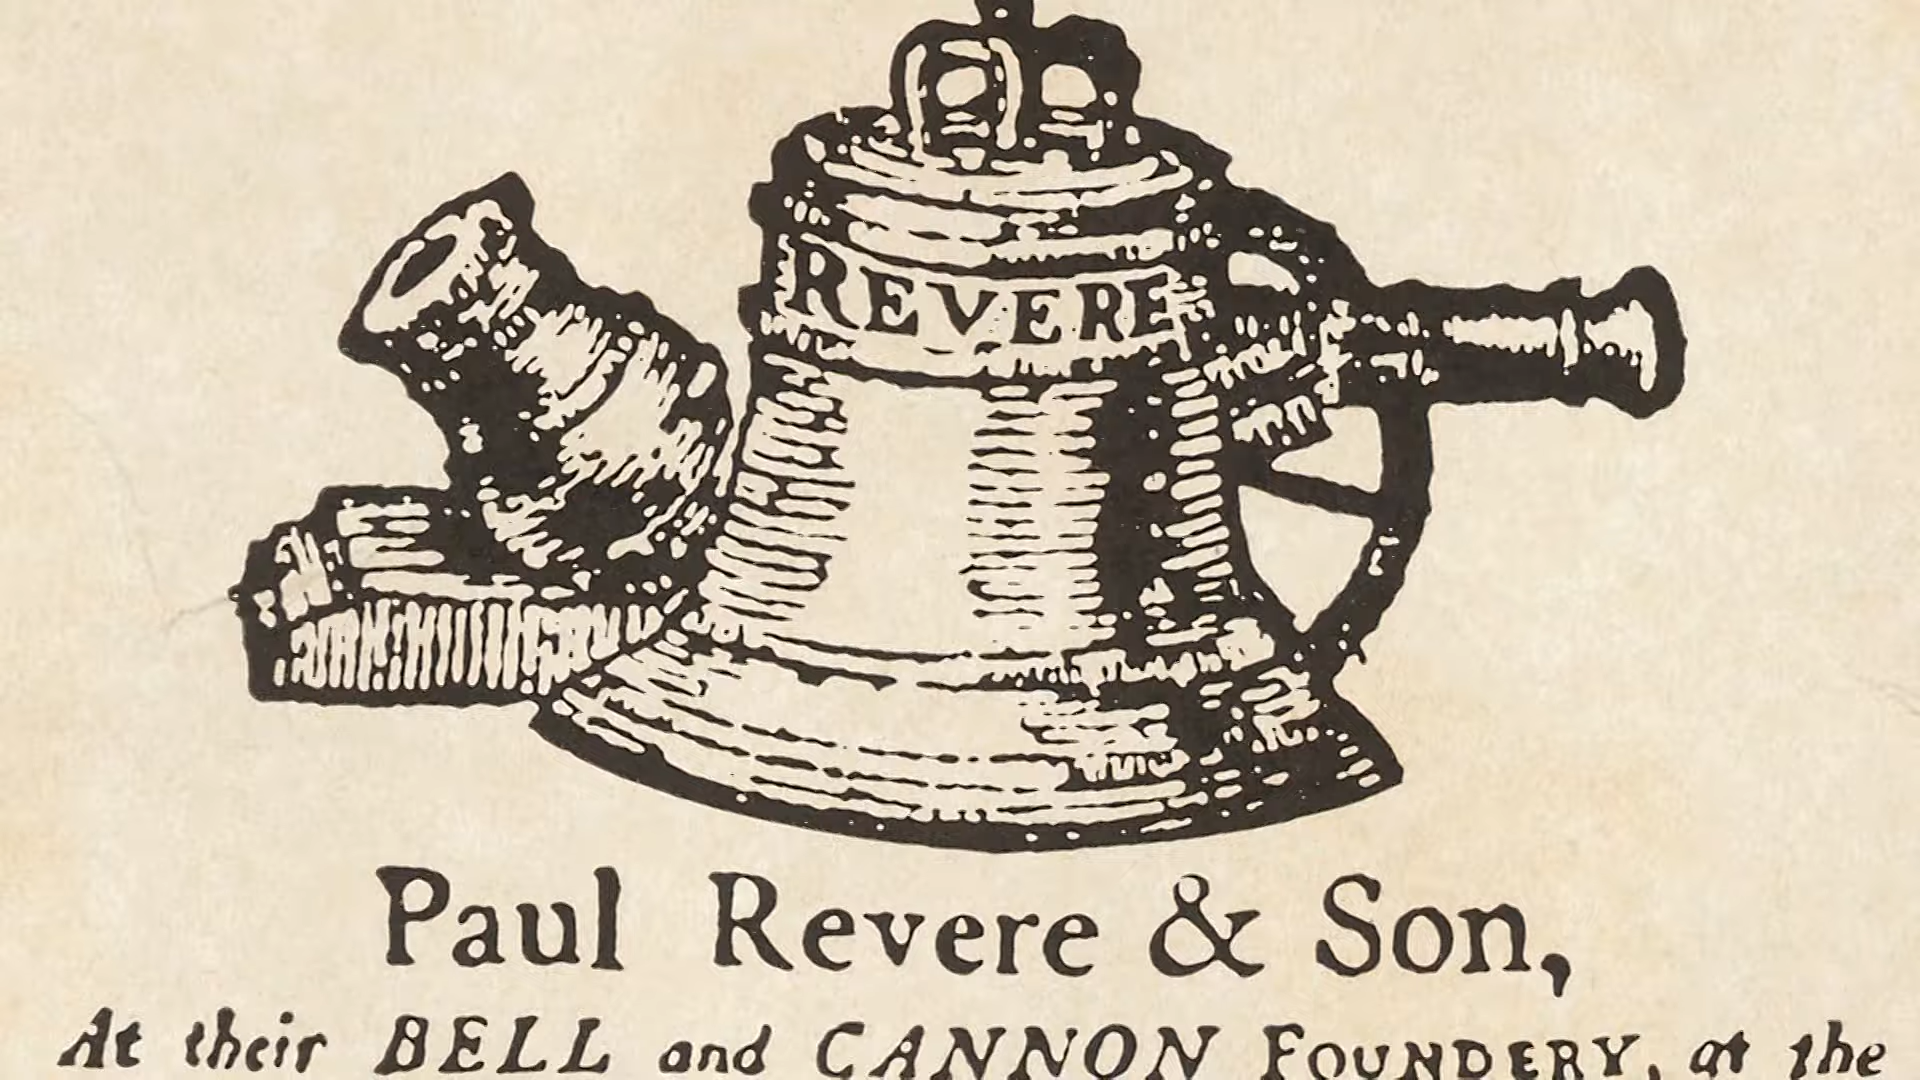 REVERE
Paul Revere & Son,
At their BELL and CANNON FOUNDERY, at the